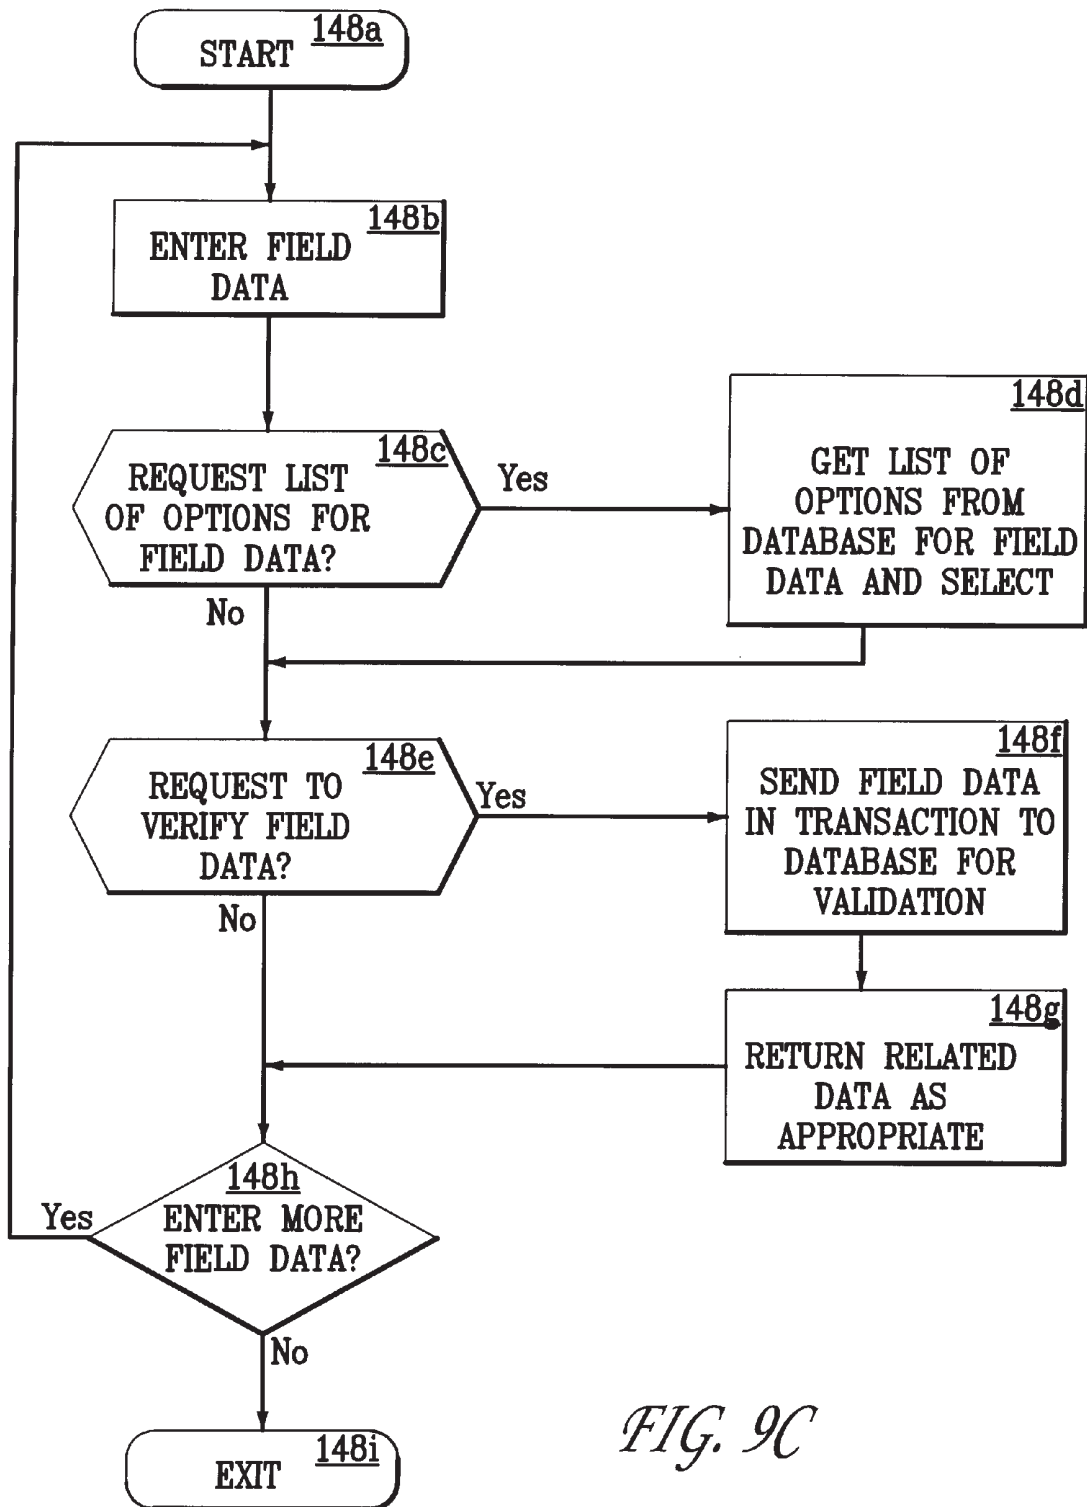 148a
START
148b
ENTER FIELD
DATA
148c
REQUEST LIST
OF OPTIONS FOR
FIELD DATA?
Yes
No
148d
GET LIST OF
OPTIONS FROM
DATABASE FOR FIELD
DATA AND SELECT
148e
REQUEST TO
VERIFY FIELD
DATA?
Yes
No
148f
SEND FIELD DATA
IN TRANSACTION TO
DATABASE FOR
VALIDATION
148g
RETURN RELATED
DATA AS
APPROPRIATE
148h
ENTER MORE
FIELD DATA?
Yes
No
148i
EXIT
FIG. 9C